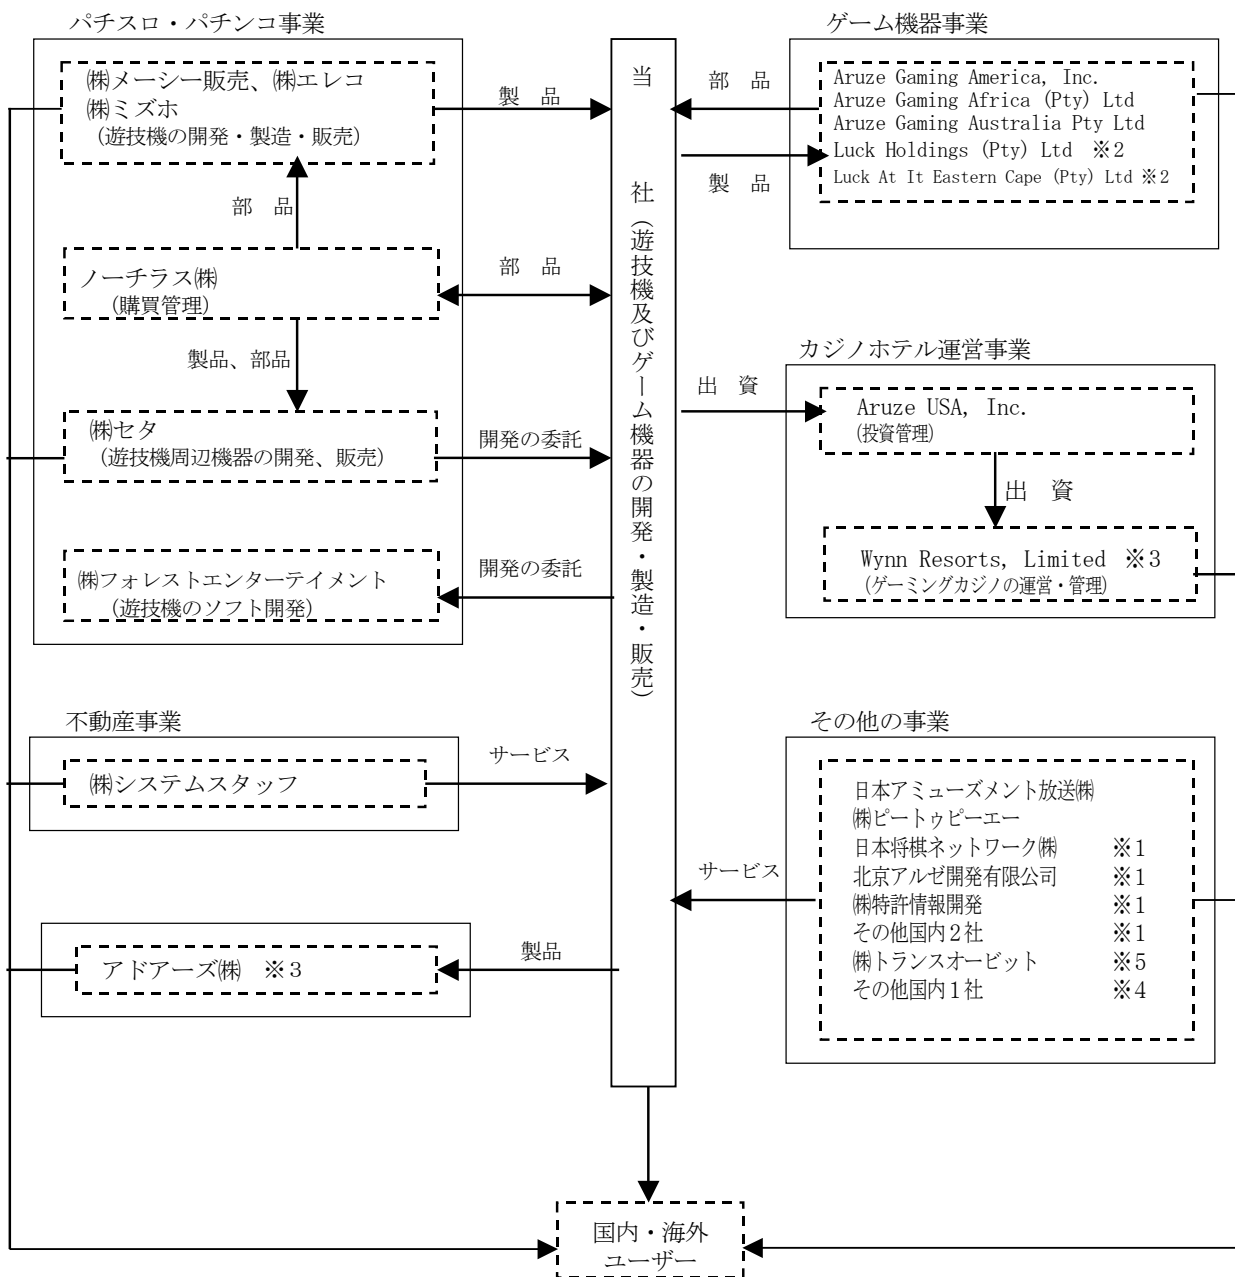 パチスロ・パチンコ事業
㈱メーシー販売、㈱エレコ
㈱ミズホ
(遊技機の開発・製造・販売)
製 品
部 品
ノーチラス㈱
(購買管理)
部 品
製品、部品
㈱セタ
(遊技機周辺機器の開発、販売)
開発の委託
㈱フォレストエンターテイメント
(遊技機のソフト開発)
開発の委託
不動産事業
㈱システムスタッフ
サービス
アドアーズ㈱ ※3
製品
当 社 (遊技機及びゲーム機器の開発・製造・販売)
ゲーム機器事業
部 品
製 品
Aruze Gaming America, Inc.
Aruze Gaming Africa (Pty) Ltd
Aruze Gaming Australia Pty Ltd
Luck Holdings (Pty) Ltd ※2
Luck At It Eastern Cape (Pty) Ltd ※2
カジノホテル運営事業
出 資
Aruze USA, Inc.
(投資管理)
出 資
Wynn Resorts, Limited ※3
(ゲーミングカジノの運営・管理)
その他の事業
サービス
日本アミューズメント放送㈱
㈱ピートゥピーエー
日本将棋ネットワーク㈱ ※1
北京アルゼ開発有限公司 ※1
㈱特許情報開発 ※1
その他国内2社 ※1
㈱トランスオービット ※5
その他国内1社 ※4
国内・海外
ユーザー